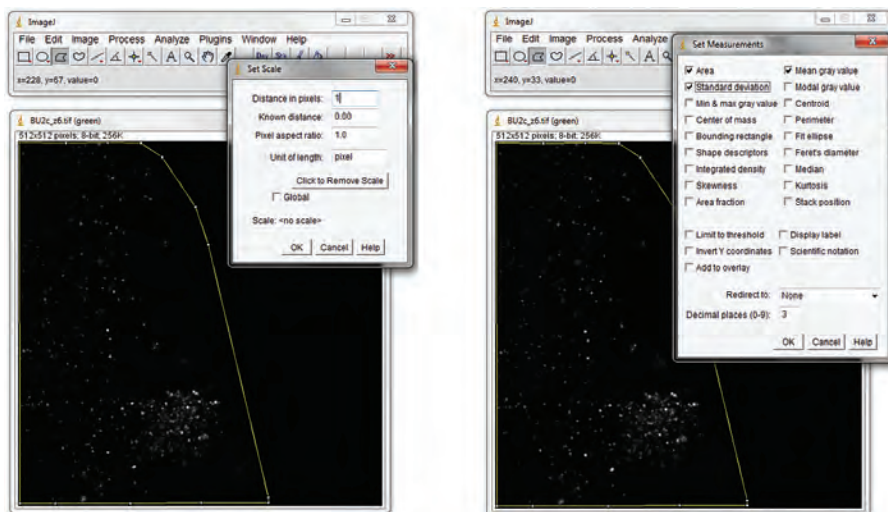 ImageJ
File Edit Image Process Analyze Plugins Window Help
x=228, y=67, value=0
Set Scale
Distance in pixels: 1
Known distance: 0.00
Pixel aspect ratio: 1.0
Unit of length: pixel
Click to Remove Scale
Global
Scale: <no scale>
OK Cancel Help
BU2c_z6.tif (green)
512x512 pixels; 8-bit; 256K
ImageJ
File Edit Image Process
x=240, y=33, value=0
Set Measurements
Area Mean gray value
Standard deviation Modal gray value
Min & max gray value Centroid
Center of mass Perimeter
Bounding rectangle Fit ellipse
Shape descriptors Feret's diameter
Integrated density Median
Skewness Kurtosis
Area fraction Stack position
Limit to threshold Display label
Invert Y coordinates Scientific notation
Add to overlay
Redirect to: None
Decimal places (0-9): 3
OK Cancel Help
BU2c_z6.tif (green)
512x512 pixels; 8-bit; 256K